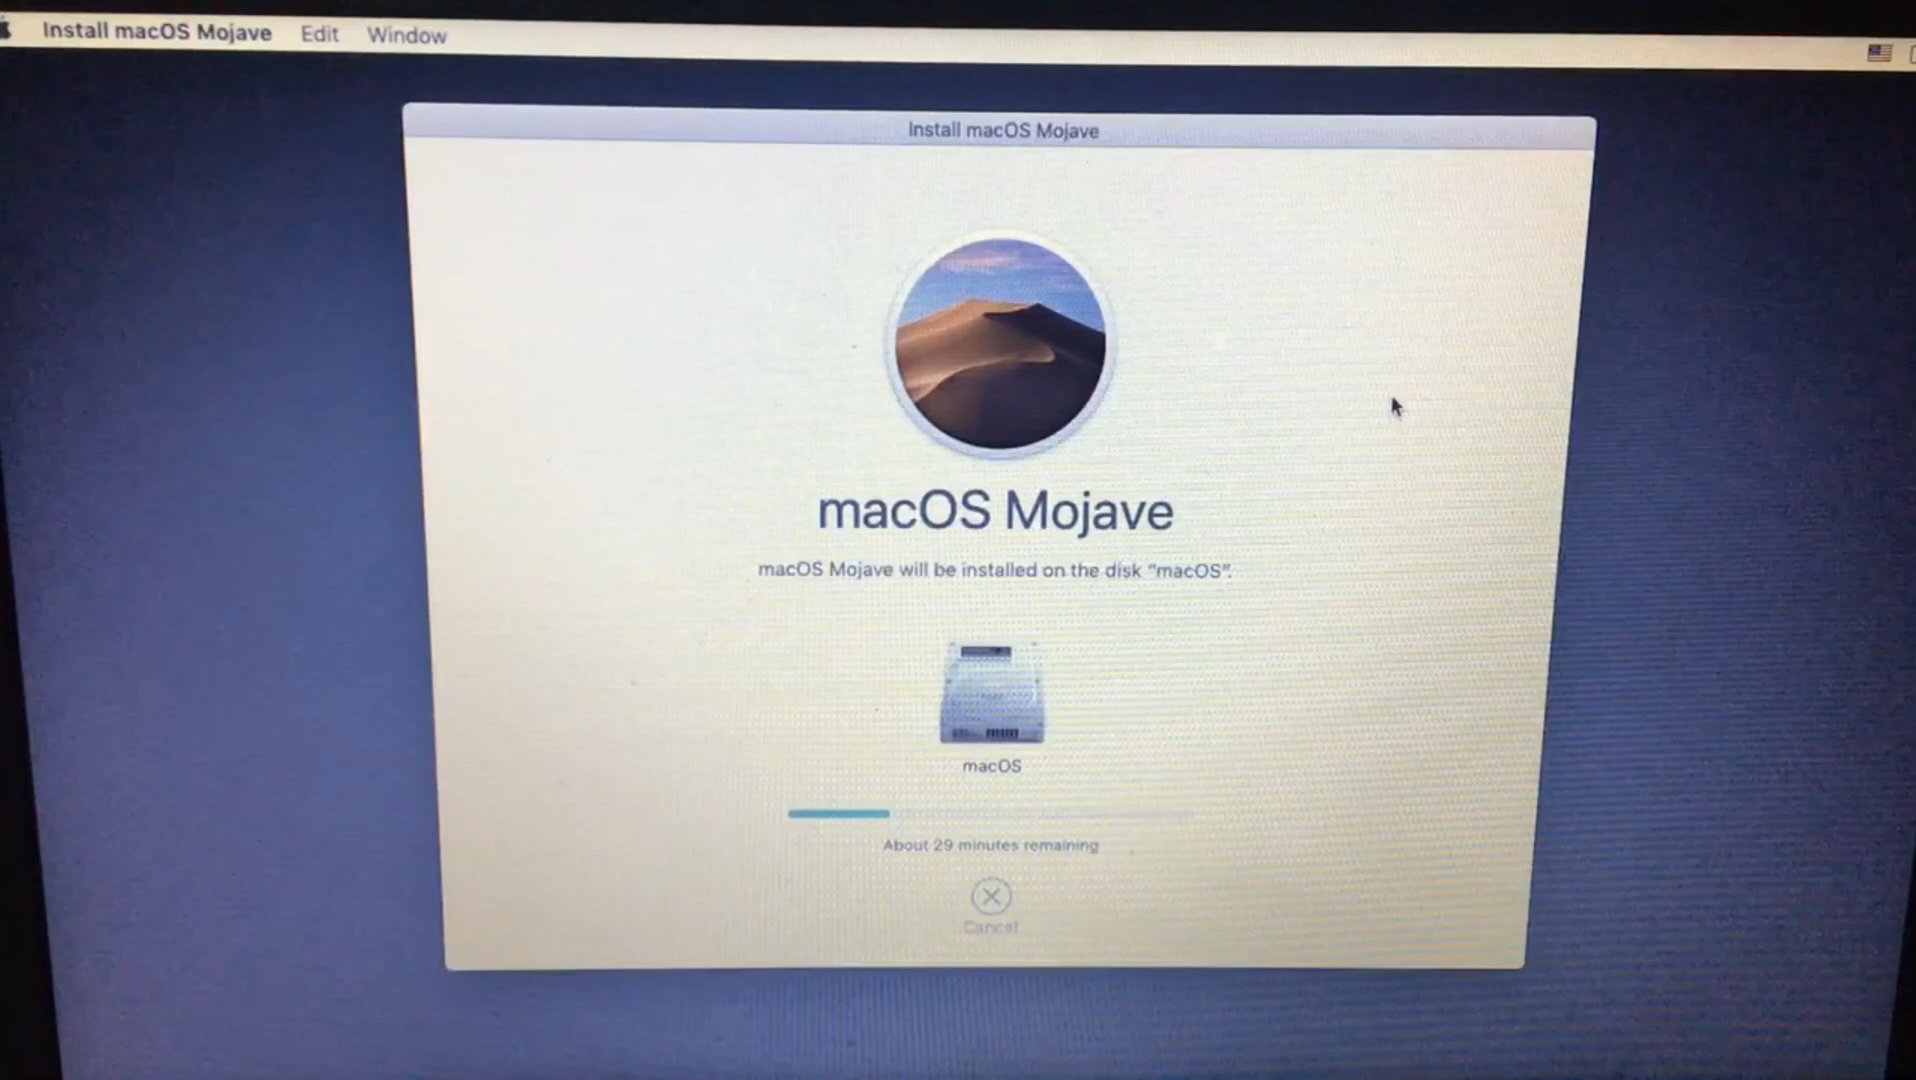 Install macOS Mojave Edit Window
Install macOS Mojave
macOS Mojave
macOS Mojave will be installed on the disk “macOS”.
macOS
About 29 minutes remaining
Cancel